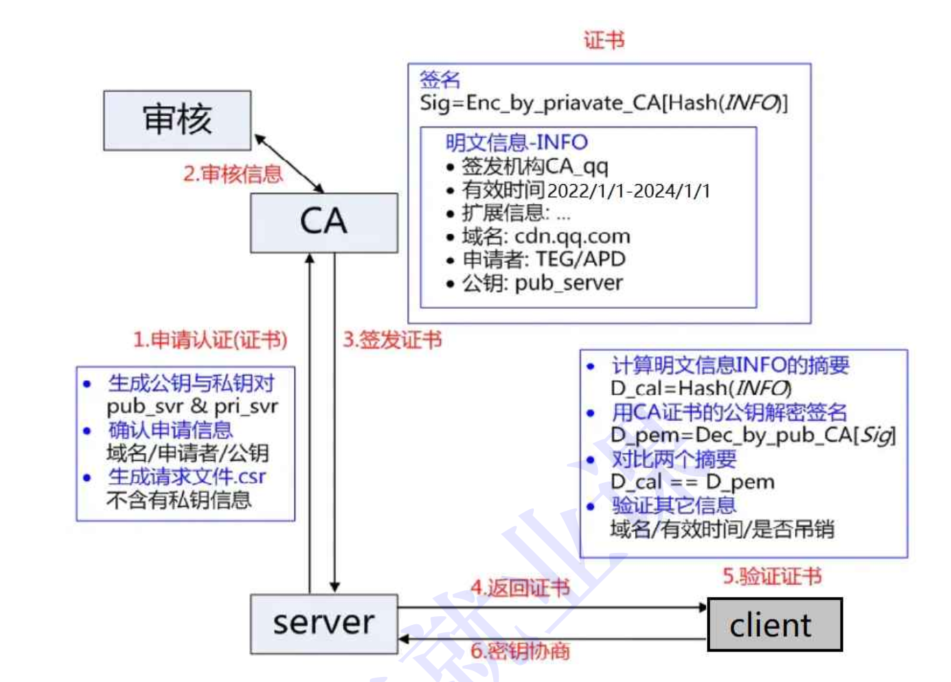 证书
签名
Sig=Enc_by_priavate_CA[Hash(INFO)]
明文信息-INFO
• 签发机构CA_qq
• 有效时间2022/1/1-2024/1/1
• 扩展信息: ...
• 域名: cdn.qq.com
• 申请者: TEG/APD
• 公钥: pub_server
审核
2.审核信息
CA
1.申请认证(证书)
3.签发证书
• 生成公钥与私钥对
pub_svr & pri_svr
• 确认申请信息
域名/申请者/公钥
• 生成请求文件.csr
不含有私钥信息
• 计算明文信息INFO的摘要
D_cal=Hash(INFO)
• 用CA证书的公钥解密签名
D_pem=Dec_by_pub_CA[Sig]
• 对比两个摘要
D_cal == D_pem
• 验证其它信息
域名/有效时间/是否吊销
server
4.返回证书
5.验证证书
client
6.密钥协商
就业课